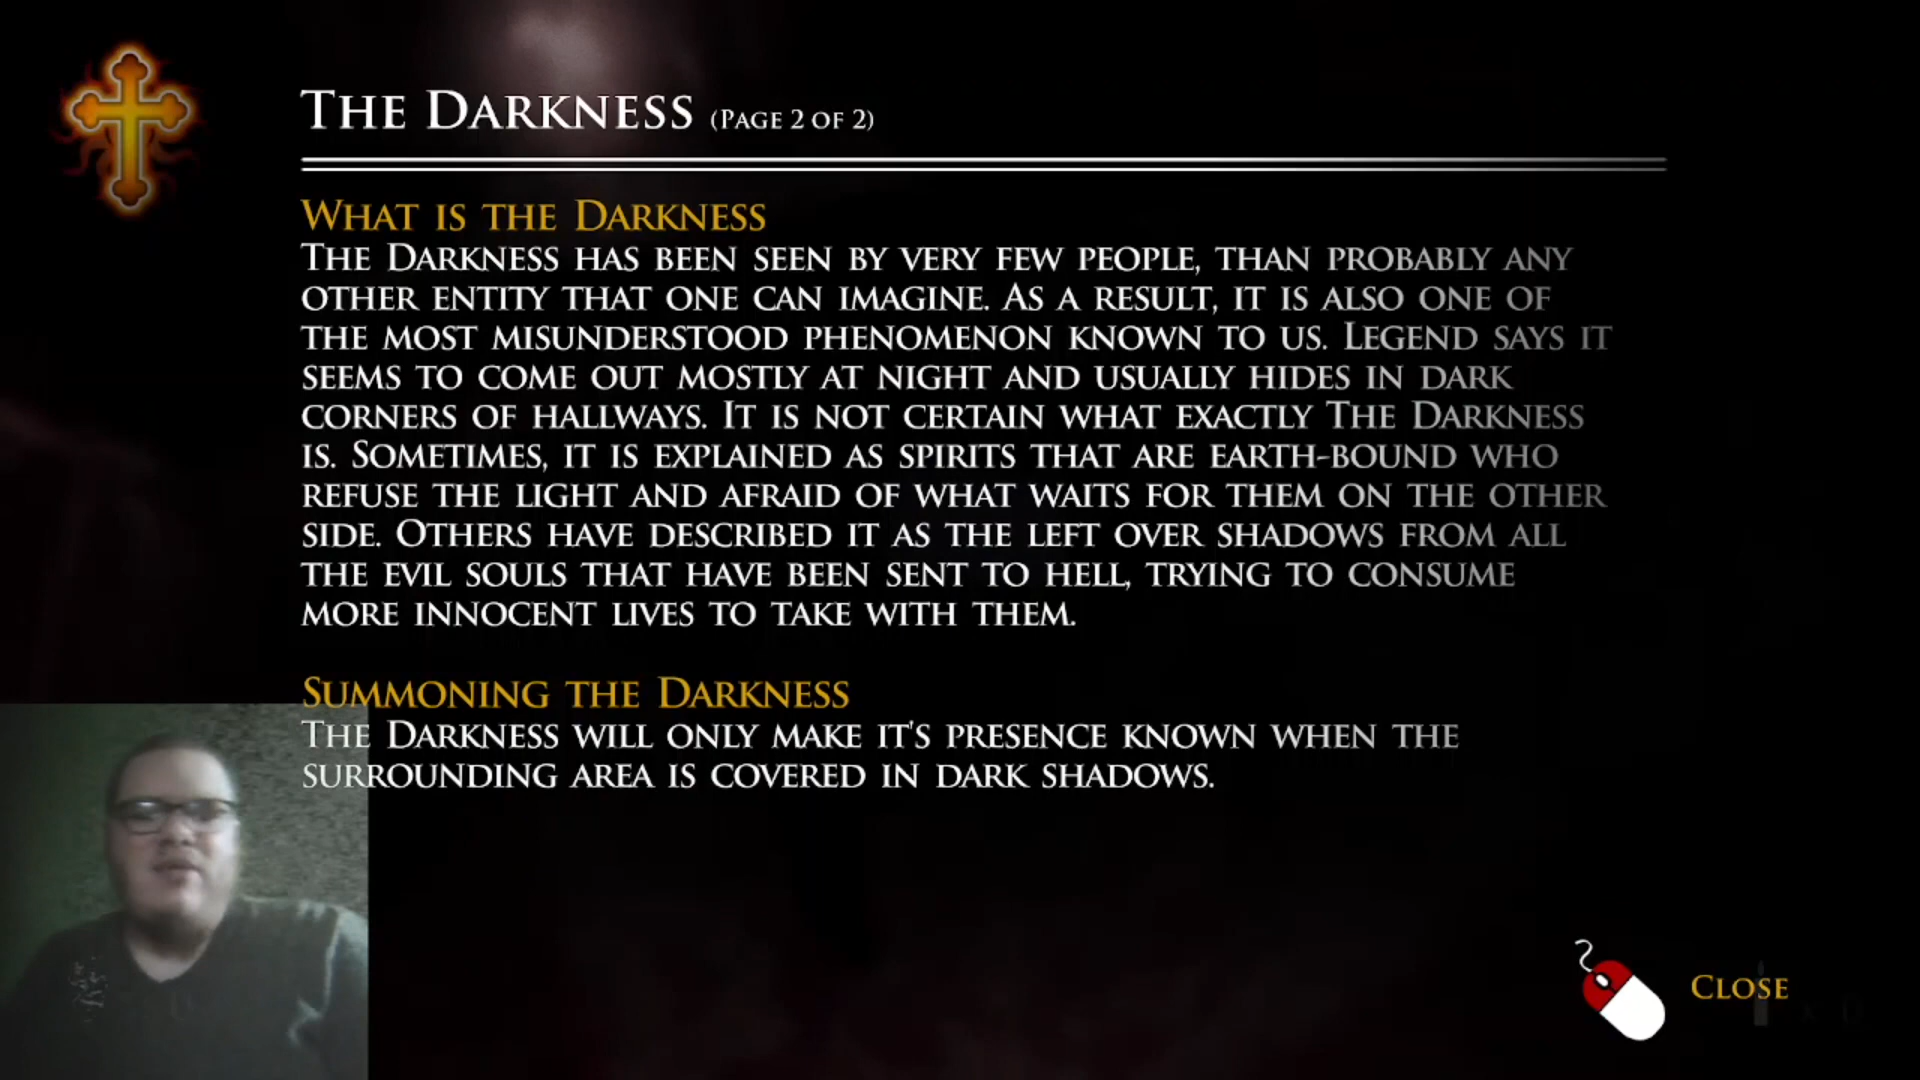 The Darkness (Page 2 of 2)
What is the Darkness
The Darkness has been seen by very few people, than probably any
other entity that one can imagine. As a result, it is also one of
the most misunderstood phenomenon known to us. Legend says it
seems to come out mostly at night and usually hides in dark
corners of hallways. It is not certain what exactly The Darkness
is. Sometimes, it is explained as spirits that are earth-bound who
refuse the light and afraid of what waits for them on the other
side. Others have described it as the left over shadows from all
the evil souls that have been sent to hell, trying to consume
more innocent lives to take with them.
Summoning the Darkness
The Darkness will only make it's presence known when the
surrounding area is covered in dark shadows.
Close